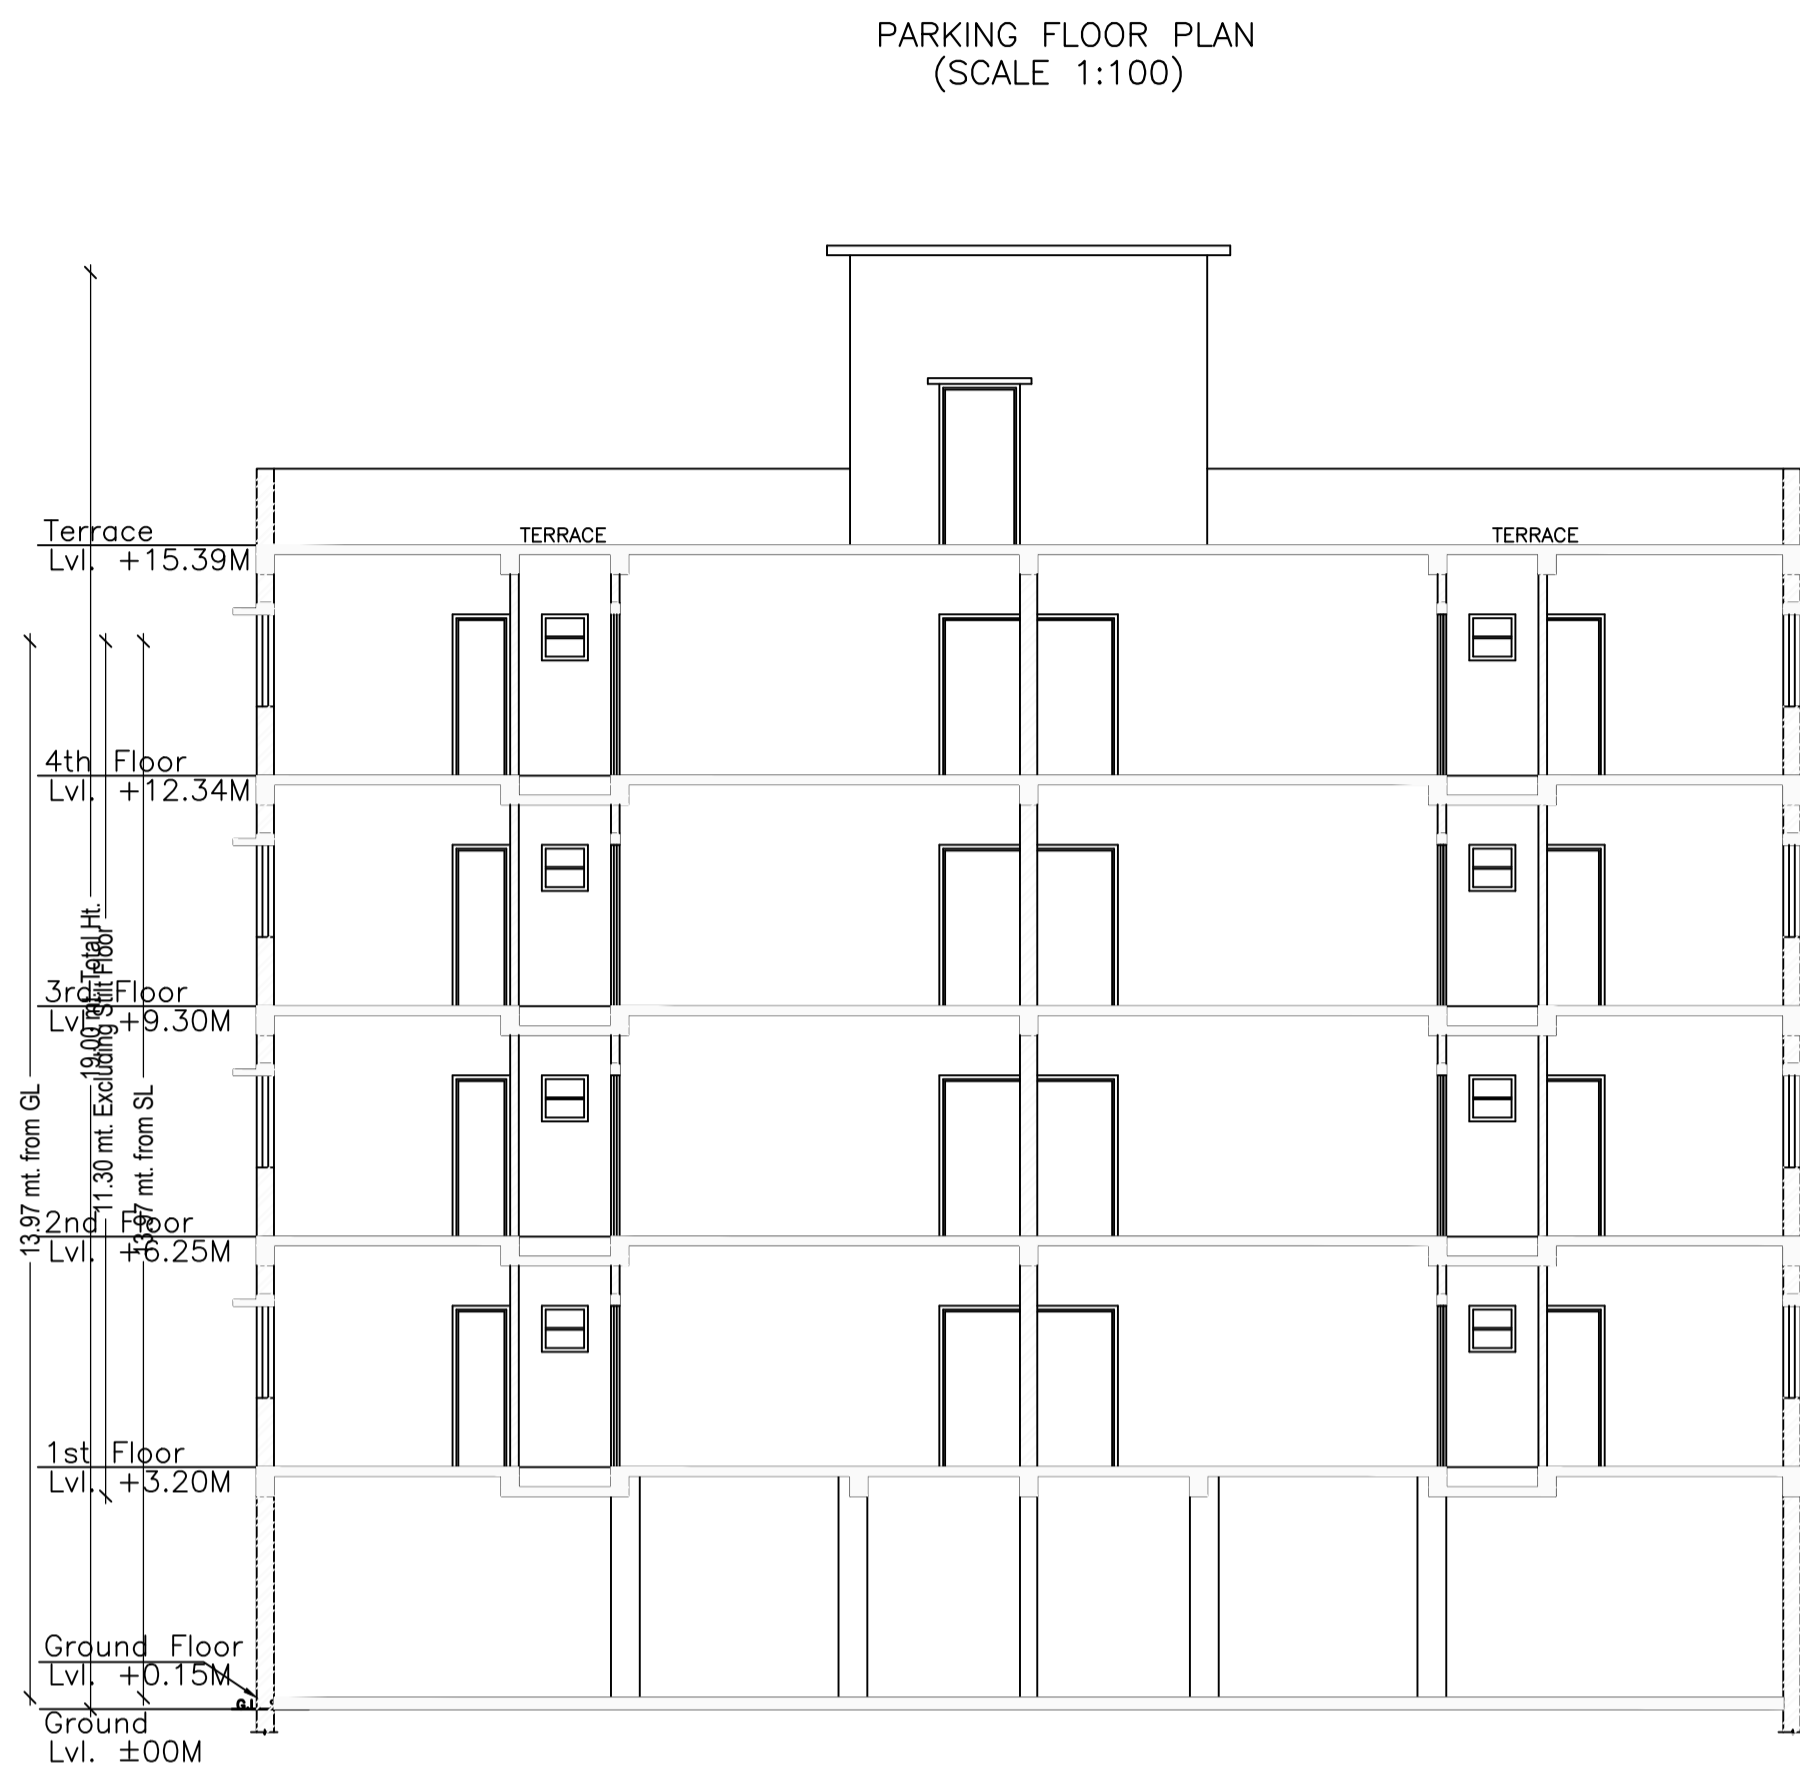 PARKING FLOOR PLAN
(SCALE 1:100)
TERRACE
TERRACE
Terrace
Lvl. +15.39M
4th Floor
Lvl. +12.34M
3rd Floor
Lvl. +9.30M
2nd Floor
Lvl. +6.25M
1st Floor
Lvl. +3.20M
Ground Floor
Lvl. +0.15M
G.L
Ground
Lvl. ±00M
13.97 mt. from GL
19.00 mt. Total Ht.
11.30 mt. Excluding Stilt Floor
13.97 mt. from SL